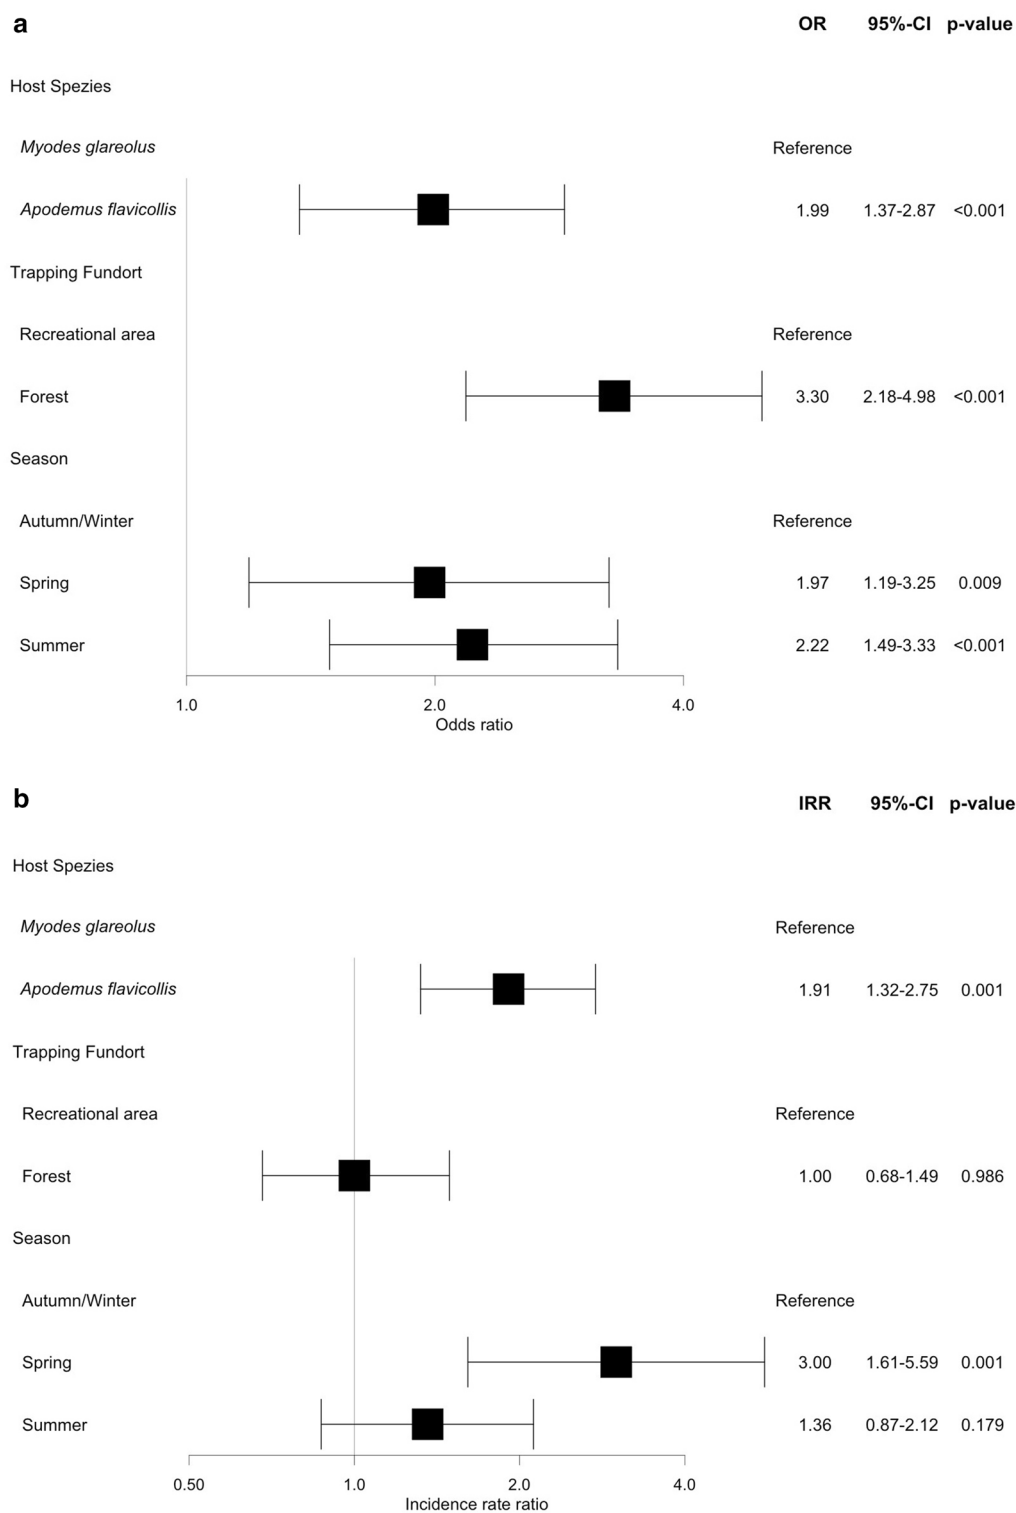 a
OR 95%-CI p-value
Host Spezies
Myodes glareolus Reference
Apodemus flavicollis 1.99 1.37-2.87 <0.001
Trapping Fundort
Recreational area Reference
Forest 3.30 2.18-4.98 <0.001
Season
Autumn/Winter Reference
Spring 1.97 1.19-3.25 0.009
Summer 2.22 1.49-3.33 <0.001
1.0 2.0 4.0
Odds ratio
b
IRR 95%-CI p-value
Host Spezies
Myodes glareolus Reference
Apodemus flavicollis 1.91 1.32-2.75 0.001
Trapping Fundort
Recreational area Reference
Forest 1.00 0.68-1.49 0.986
Season
Autumn/Winter Reference
Spring 3.00 1.61-5.59 0.001
Summer 1.36 0.87-2.12 0.179
0.50 1.0 2.0 4.0
Incidence rate ratio